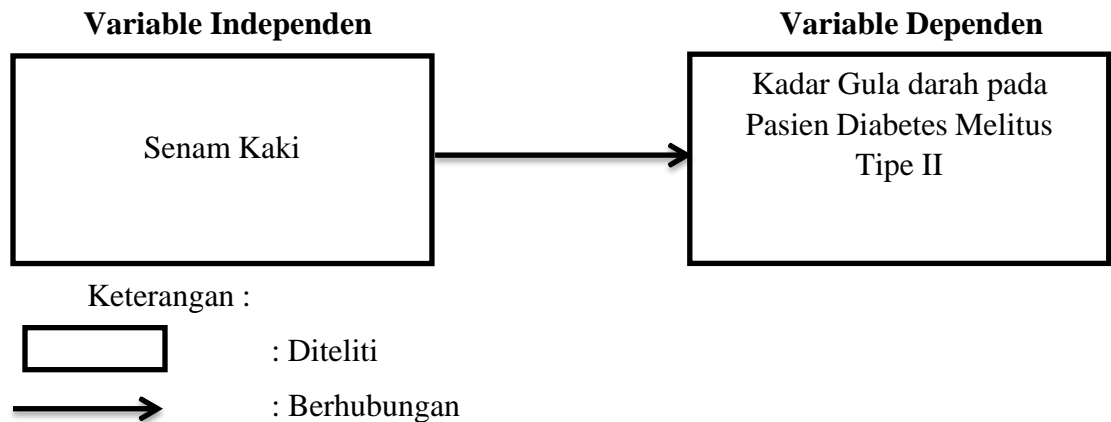 Variable Independen
Variable Dependen
Senam Kaki
Kadar Gula darah pada
Pasien Diabetes Melitus
Tipe II
Keterangan :
: Diteliti
: Berhubungan